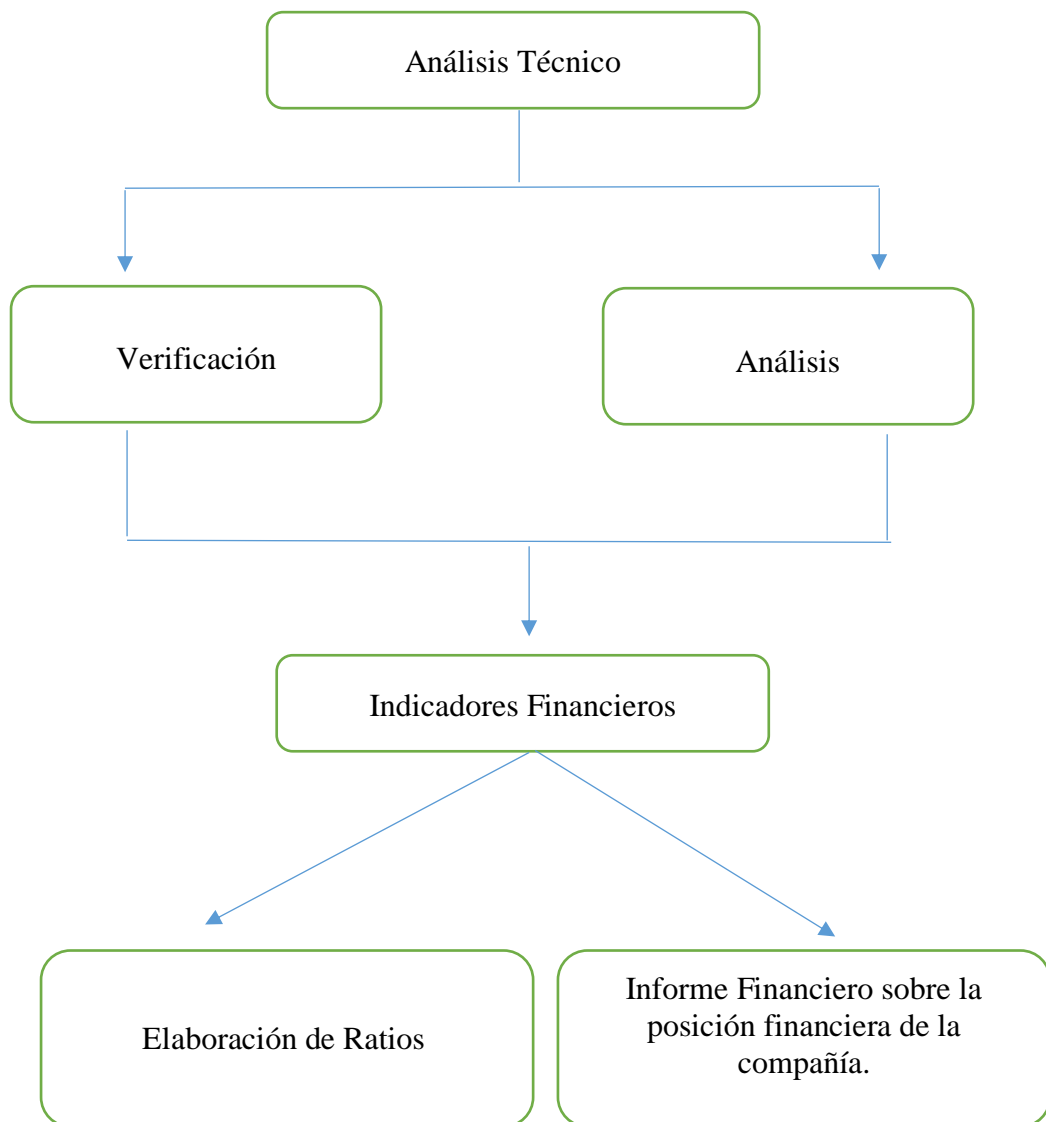 Análisis Técnico
Verificación
Análisis
Indicadores Financieros
Elaboración de Ratios
Informe Financiero sobre la
posición financiera de la
compañía.